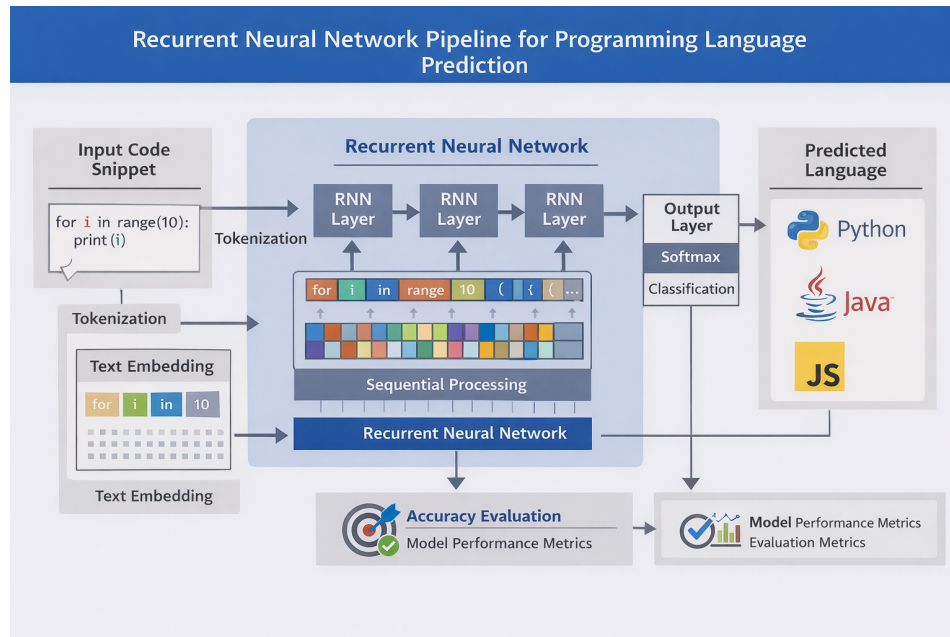 Recurrent Neural Network Pipeline for Programming Language
Prediction
Input Code
Snippet
for i in range(10):
print (i)
Tokenization
Tokenization
Text Embedding
for i in 10
Text Embedding
Recurrent Neural Network
RNN
Layer
RNN
Layer
RNN
Layer
for i in range 10 ( { ( ...
Sequential Processing
Recurrent Neural Network
Output
Layer
Softmax
Classification
Predicted
Language
Python
Java
JS
Accuracy Evaluation
Model Performance Metrics
Model Performance Metrics
Evaluation Metrics